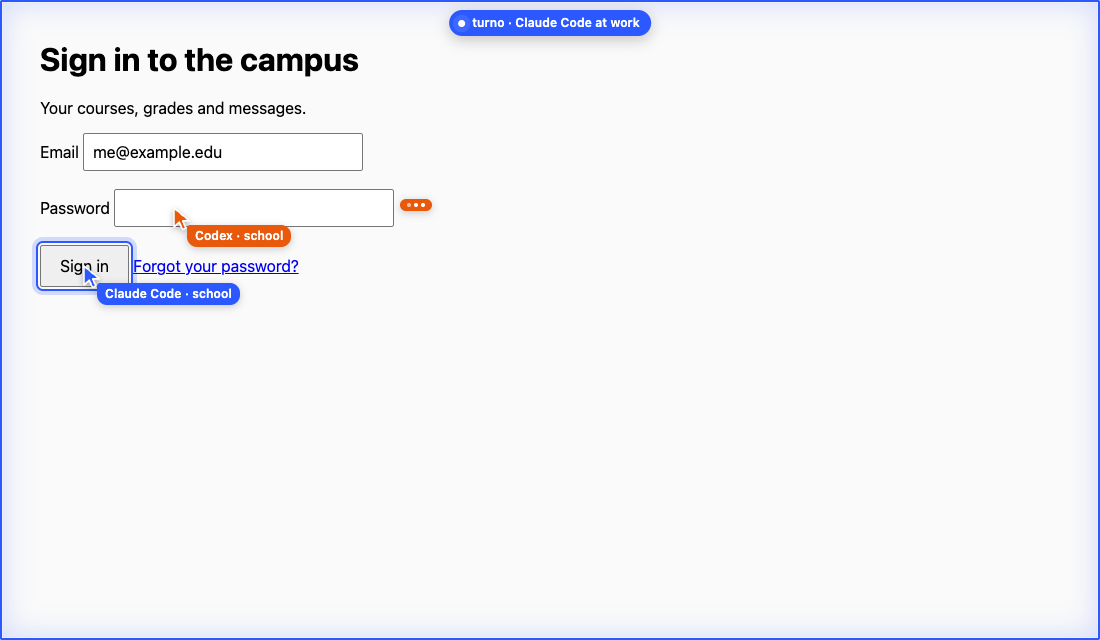 turno · Claude Code at work
Sign in to the campus
Your courses, grades and messages.
Email me@example.edu
Password
Codex · school
Sign in Forgot your password?
Claude Code · school